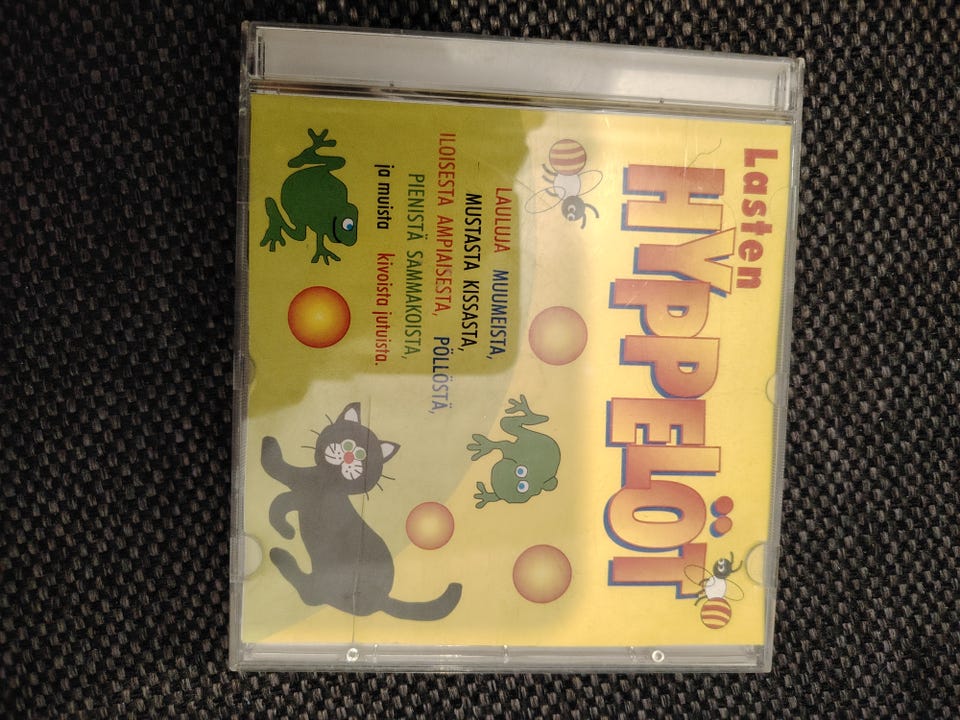 Lasten
HYPPELÖT
LAULUJA MUUMEISTA,
MUSTASTA KISSASTA,
ILOISESTA AMPIAISESTA, PÖLLÖSTÄ,
PIENISTÄ SAMMAKOISTA,
ja muista kivoista jutuista.